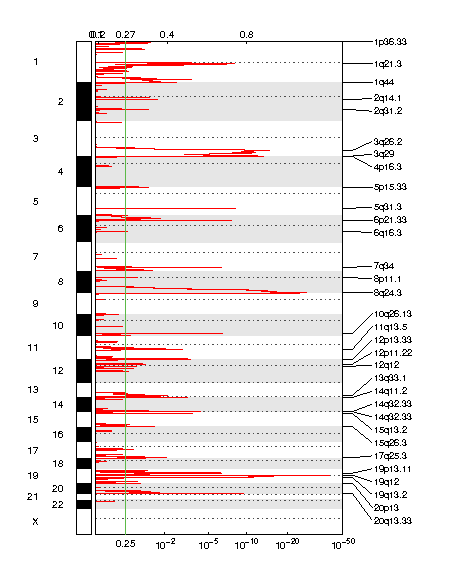 0.1 0.2 0.27 0.4 0.8
1p36.33
1
1q21.3
1q44
2
2q14.1
2q31.2
3
3q26.2
3q29
4
4p16.3
5p15.33
5
5q31.3
6p21.33
6
6q16.3
7
7q34
8p11.1
8
8q24.3
9
10q26.13
10
11q13.5
12p13.33
11
12p11.22
12q12
12
13q33.1
13
14q11.2
14
14q32.33
14q32.33
15
15q13.2
16
15q26.3
17
17q25.3
18
19p13.11
19
19q12
20
19q13.2
21
20p13
22
20q13.33
X
0.25 10⁻² 10⁻⁵ 10⁻¹⁰ 10⁻²⁰ 10⁻⁵⁰